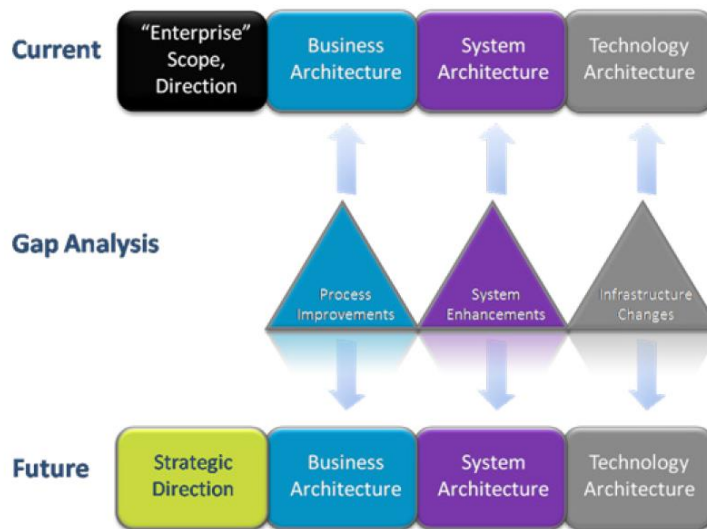 Current
“Enterprise”
Scope,
Direction
Business
Architecture
System
Architecture
Technology
Architecture
Gap Analysis
Process
Improvements
System
Enhancements
Infrastructure
Changes
Future
Strategic
Direction
Business
Architecture
System
Architecture
Technology
Architecture